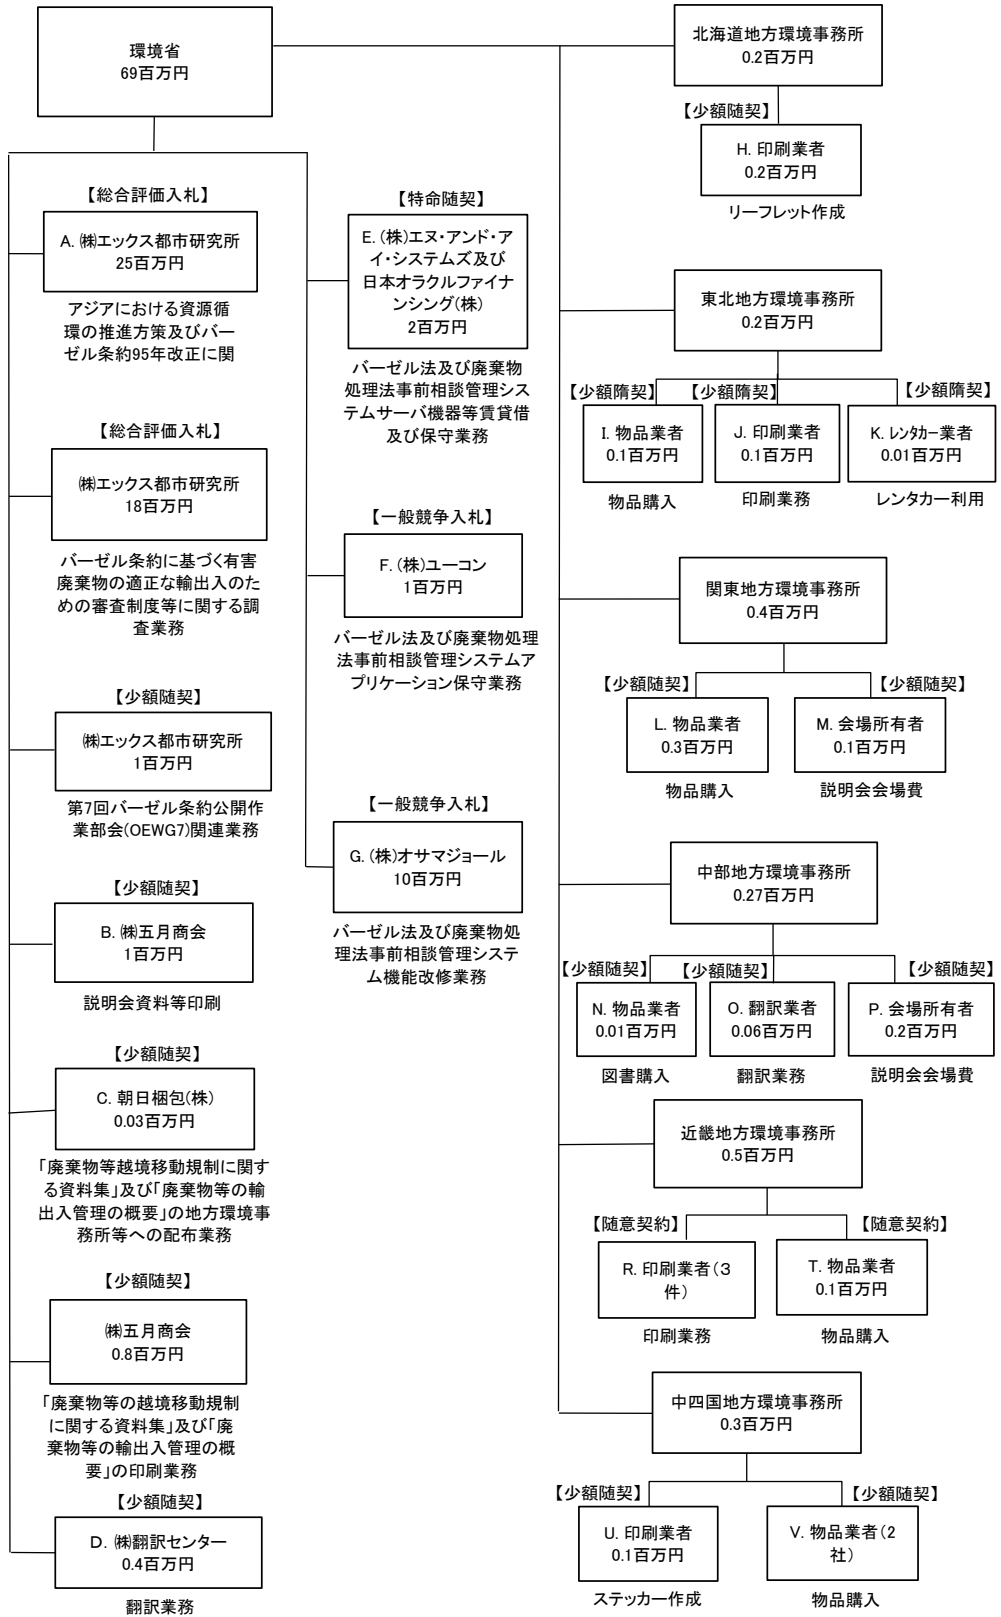 環境省
69百万円
【総合評価入札】
A. ㈱エックス都市研究所
25百万円
アジアにおける資源循
環の推進方策及びバー
ゼル条約95年改正に関
【総合評価入札】
㈱エックス都市研究所
18百万円
バーゼル条約に基づく有害
廃棄物の適正な輸出入のた
めの審査制度等に関する調
査業務
【少額随契】
㈱エックス都市研究所
1百万円
第7回バーゼル条約公開作
業部会(OEWG7)関連業務
【少額随契】
B. ㈱五月商会
1百万円
説明会資料等印刷
【少額随契】
C. 朝日梱包(株)
0.03百万円
「廃棄物等越境移動規制に関す
る資料集」及び「廃棄物等の輸
出入管理の概要」の地方環境事
務所等への配布業務
【少額随契】
㈱五月商会
0.8百万円
「廃棄物等の越境移動規制
に関する資料集」及び「廃
棄物等の輸出入管理の概
要」の印刷業務
【少額随契】
D. ㈱翻訳センター
0.4百万円
翻訳業務
【特命随契】
E. (株)エヌ・アンド・ア
イ・システムズ及び
日本オラクルファイナ
ンシング(株)
2百万円
バーゼル法及び廃棄物
処理法事前相談管理シス
テムサーバ機器等賃貸借
及び保守業務
【一般競争入札】
F. (株)ユーコン
1百万円
バーゼル法及び廃棄物処理
法事前相談管理システムア
プリケーション保守業務
【一般競争入札】
G. (株)オサマジョール
10百万円
バーゼル法及び廃棄物処
理法事前相談管理システ
ム機能改修業務
北海道地方環境事務所
0.2百万円
【少額随契】
H. 印刷業者
0.2百万円
リーフレット作成
東北地方環境事務所
0.2百万円
【少額隋契】
I. 物品業者
0.1百万円
物品購入
【少額隋契】
J. 印刷業者
0.1百万円
印刷業務
【少額隋契】
K. レンタカー業者
0.01百万円
レンタカー利用
関東地方環境事務所
0.4百万円
【少額随契】
L. 物品業者
0.3百万円
物品購入
【少額随契】
M. 会場所有者
0.1百万円
説明会会場費
中部地方環境事務所
0.27百万円
【少額随契】
N. 物品業者
0.01百万円
図書購入
【少額随契】
O. 翻訳業者
0.06百万円
翻訳業務
【少額随契】
P. 会場所有者
0.2百万円
説明会会場費
近畿地方環境事務所
0.5百万円
【随意契約】
R. 印刷業者(3
件)
印刷業務
【随意契約】
T. 物品業者
0.1百万円
物品購入
中四国地方環境事務所
0.3百万円
【少額随契】
U. 印刷業者
0.1百万円
ステッカー作成
【少額随契】
V. 物品業者(2
社)
物品購入